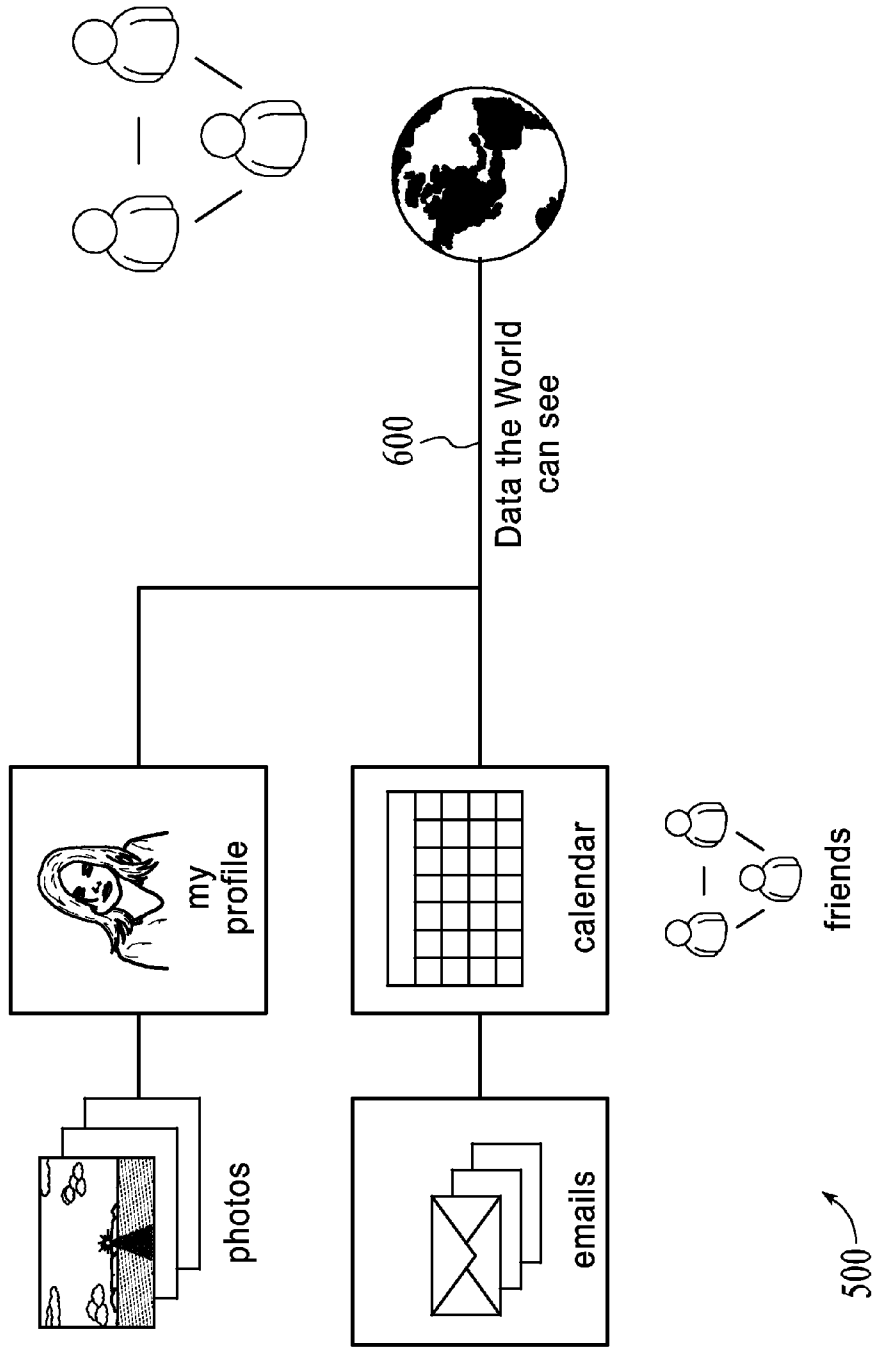 photos
my
profile
600
Data the World
can see
emails
calendar
friends
500